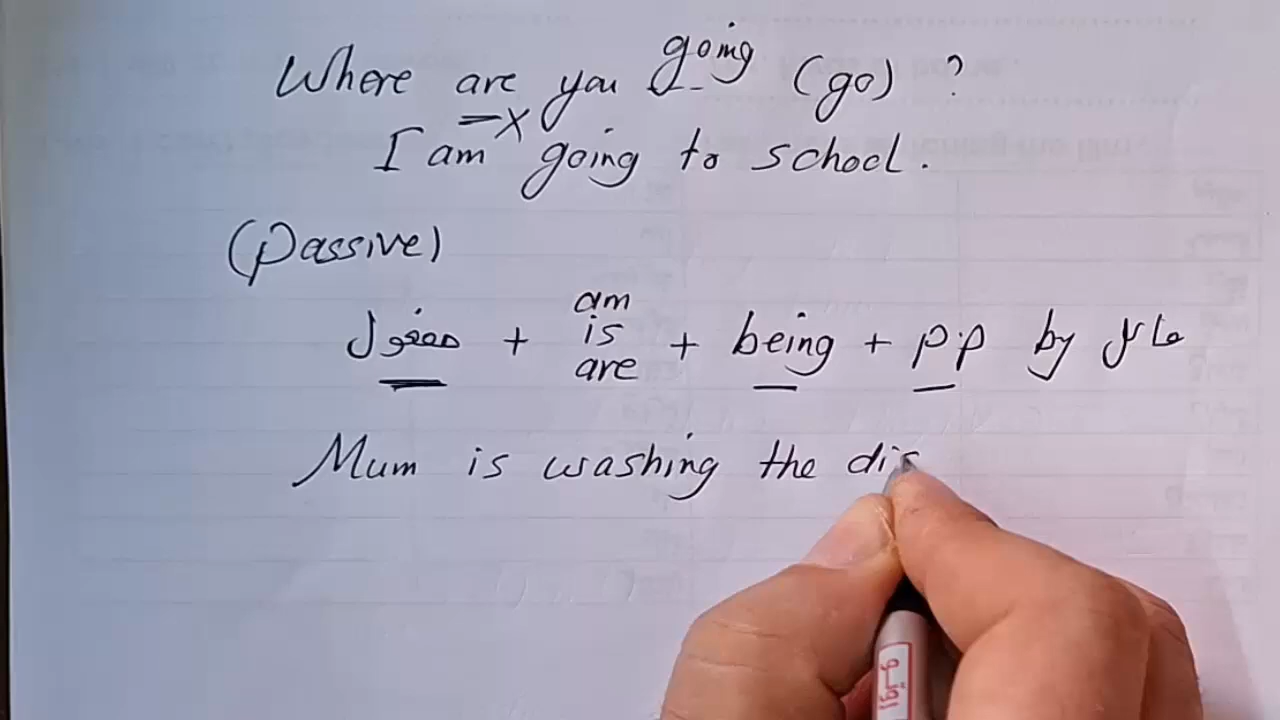 Where are you going (go) ?
I am going to school.
(Passive)
مفعول + am is are + being + p.p by فاعل
Mum is washing the dis